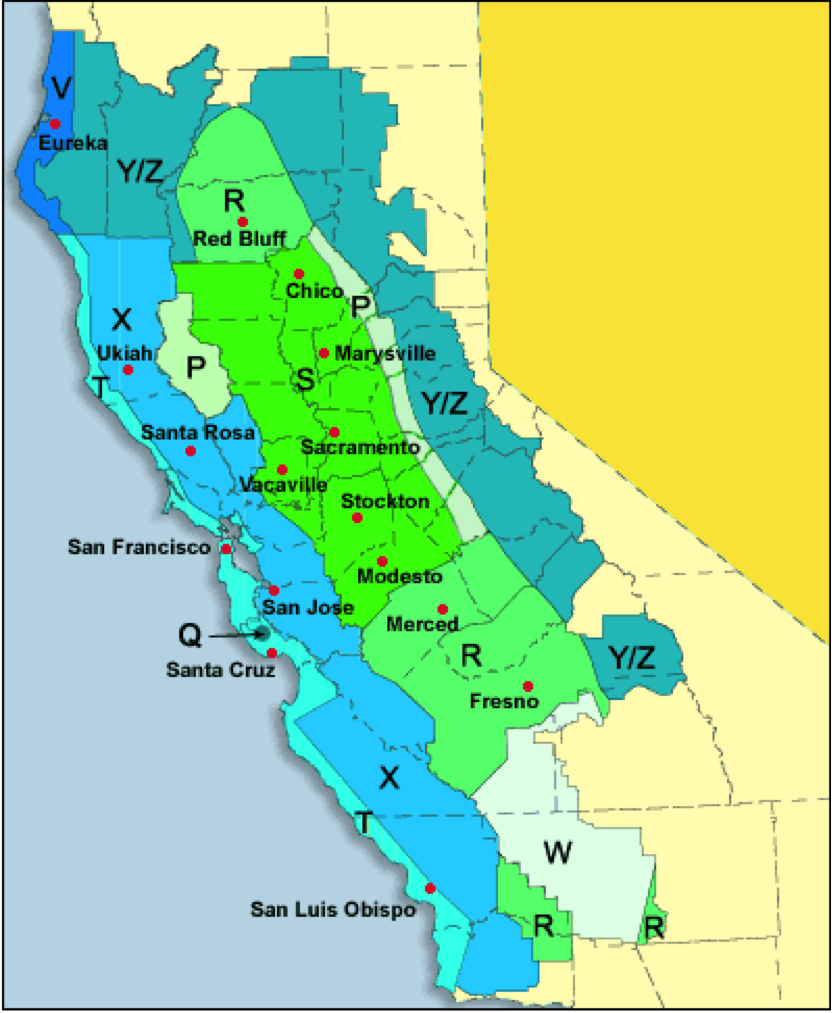 V
Eureka
Y/Z
R
Red Bluff
Chico
P
X
Ukiah
P
Marysville
T
S
Y/Z
Santa Rosa
Sacramento
Vacaville
Stockton
San Francisco
Modesto
San Jose
Merced
Q
R
Y/Z
Santa Cruz
Fresno
X
T
W
San Luis Obispo
R
R